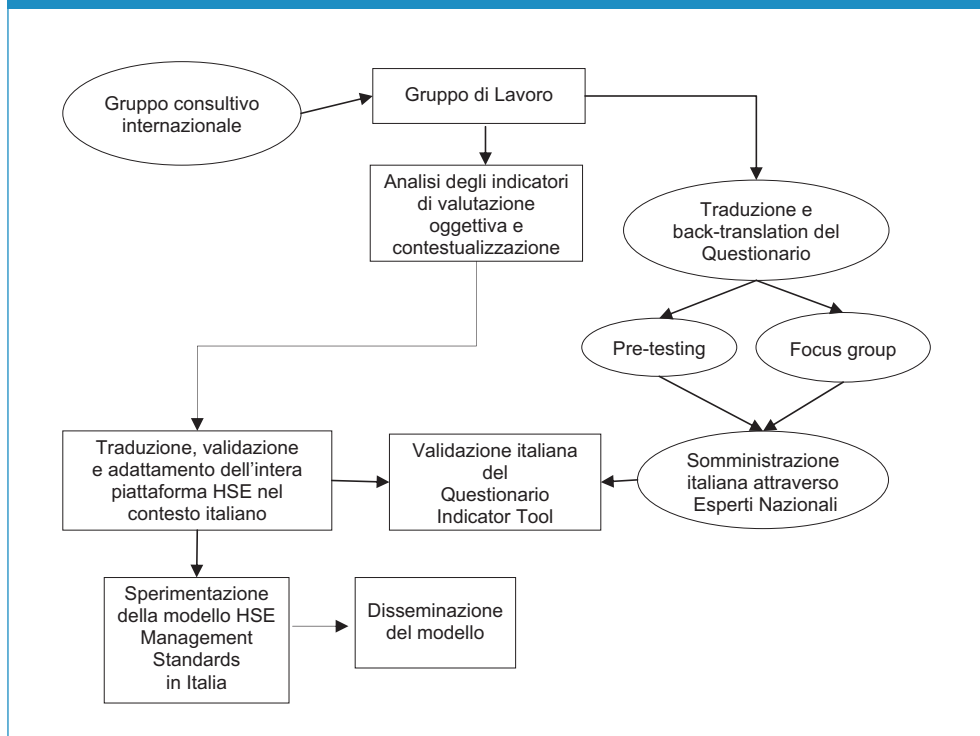 Gruppo consultivo
internazionale
Gruppo di Lavoro
Analisi degli indicatori
di valutazione
oggettiva e
contestualizzazione
Traduzione e
back-translation del
Questionario
Pre-testing
Focus group
Traduzione, validazione
e adattamento dell'intera
piattaforma HSE nel
contesto italiano
Validazione italiana
del
Questionario
Indicator Tool
Somministrazione
italiana attraverso
Esperti Nazionali
Sperimentazione
della modello HSE
Management
Standards
in Italia
Disseminazione
del modello